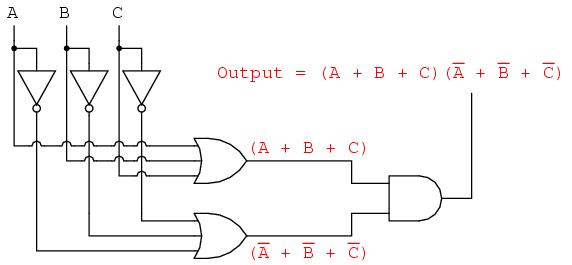 A B C
Output = (A + B + C)(A̅ + B̅ + C̅)
(A + B + C)
(A̅ + B̅ + C̅)